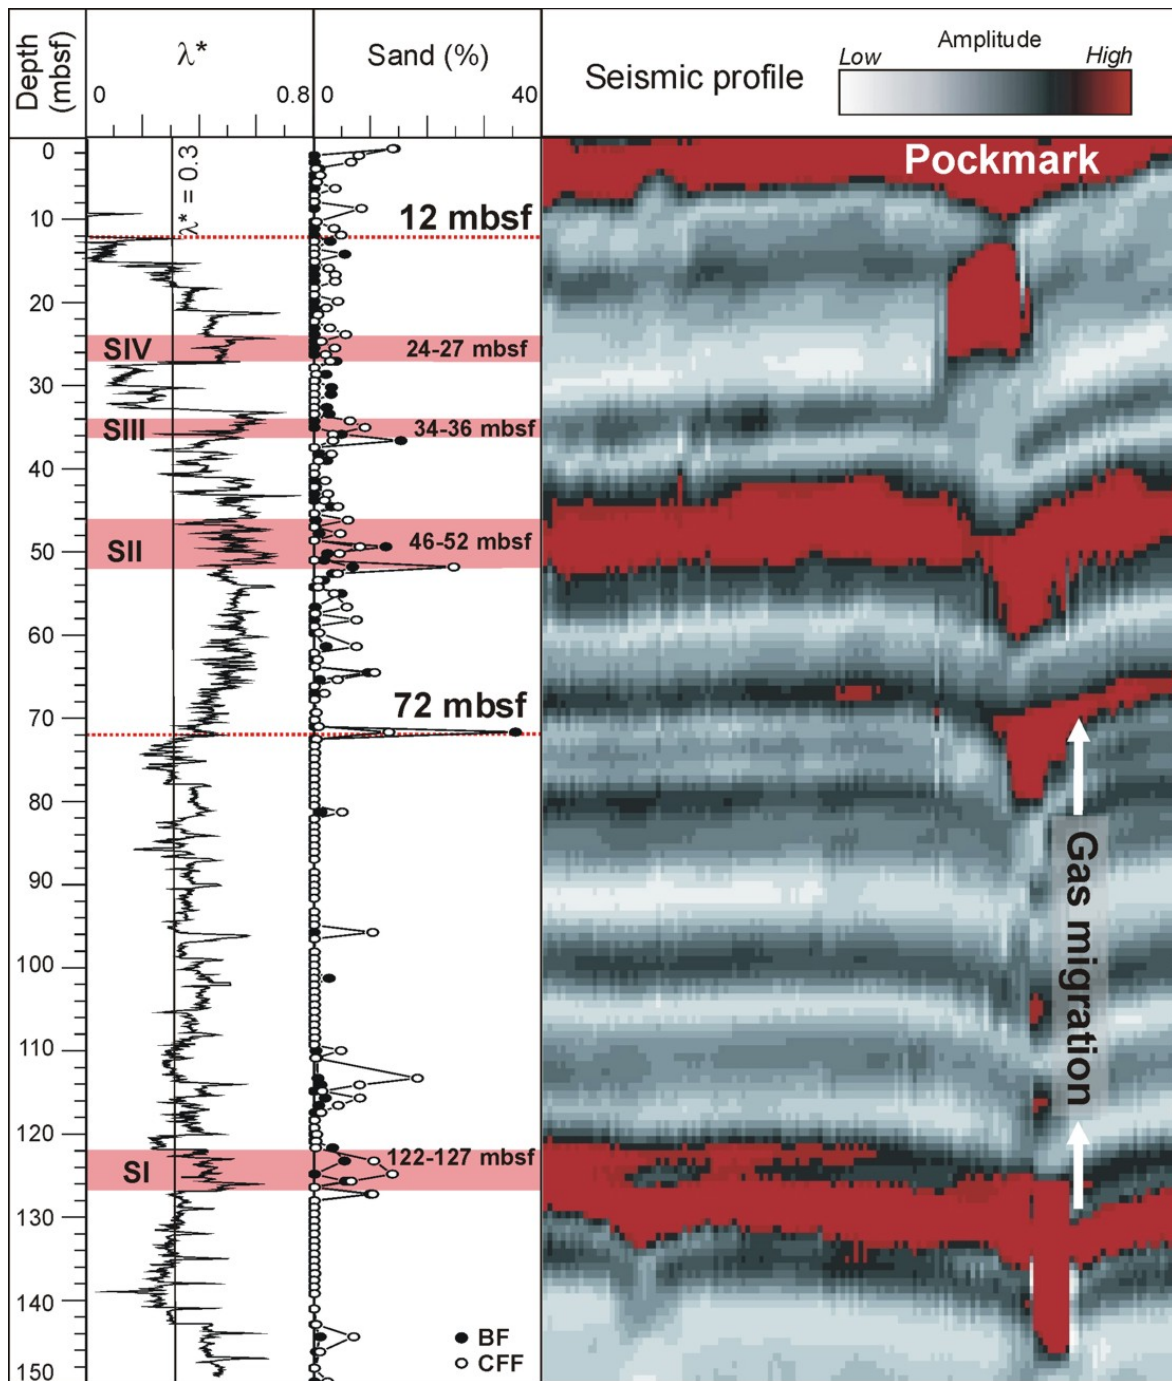 Depth (mbsf)
λ*
0 0.8
Sand (%)
0 40
Seismic profile
Amplitude
Low High
0
10
20
30
40
50
60
70
80
90
100
110
120
130
140
150
λ* = 0.3
12 mbsf
SIV
24-27 mbsf
SIII
34-36 mbsf
SII
46-52 mbsf
72 mbsf
SI
122-127 mbsf
BF
CFF
Pockmark
Gas migration